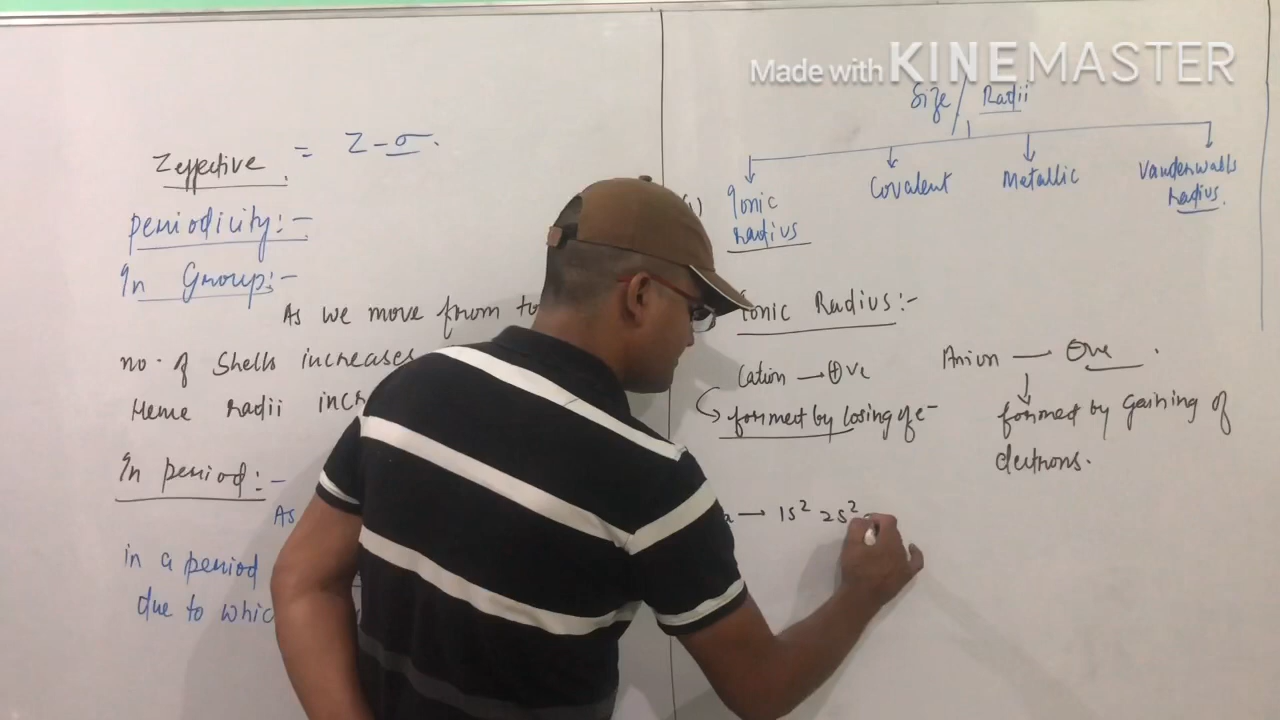 Made with KINEMASTER
Zeffective = Z - σ.
periodicity:-
In Group:-
As we move from to
no. of Shells increases
Heme radii incr
In period:-
As
in a period
due to which
Size / Radii
Ionic radius
Covalent
Metallic
Vanderwalls radius.
Ionic Radius:-
Cation → ⊕ve
formed by losing of e-
Anion — ⊖ve .
formed by gaining of
electrons.
→ 1s² 2s²